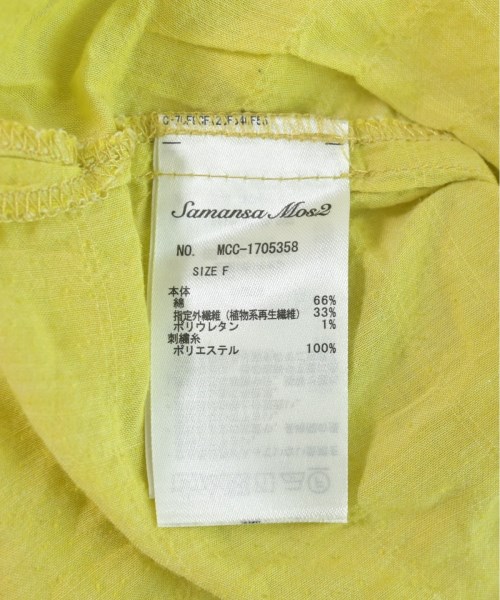 Samansa Mos2
NO. MCC-1705358
SIZE F
本体
綿 66%
指定外繊維（植物系再生繊維） 33%
ポリウレタン 1%
刺繍糸
ポリエステル 100%